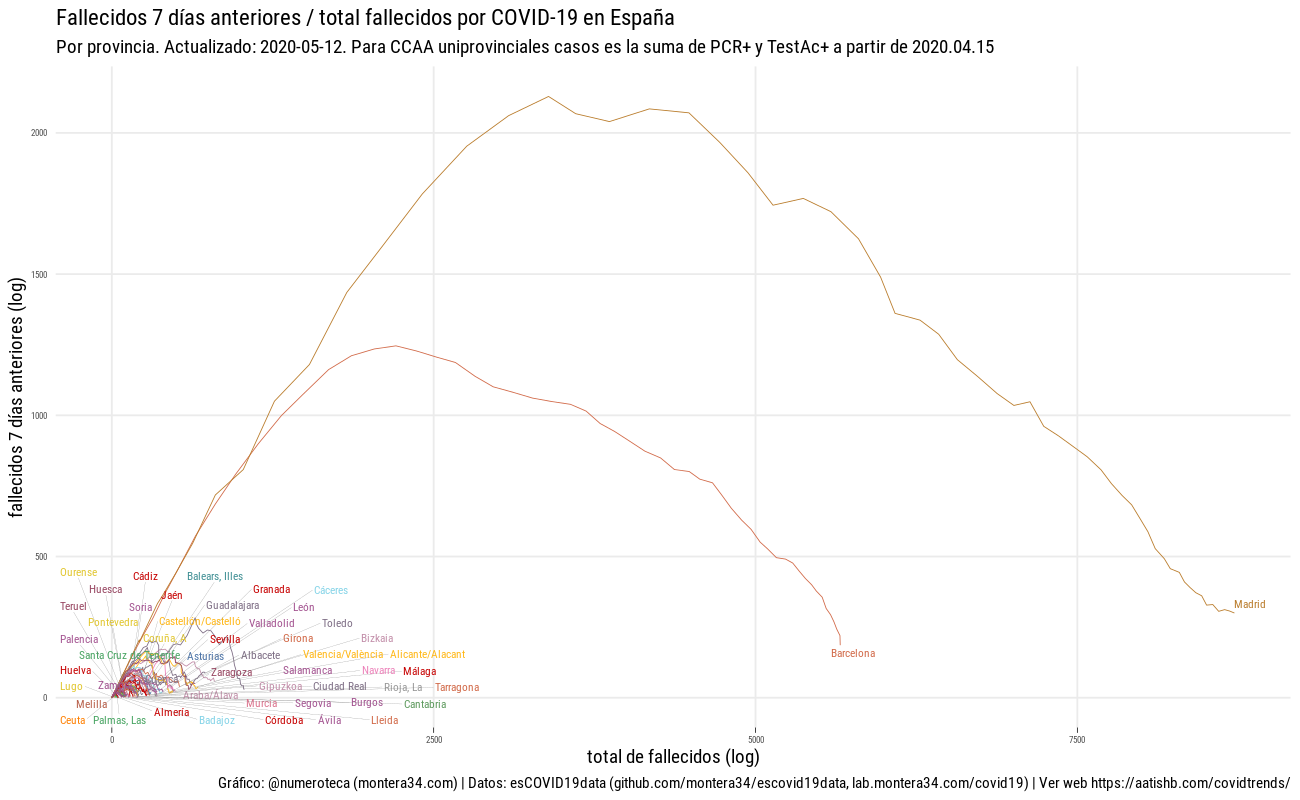 Fallecidos 7 días anteriores / total fallecidos por COVID-19 en España
Por provincia. Actualizado: 2020-05-12. Para CCAA uniprovinciales casos es la suma de PCR+ y TestAc+ a partir de 2020.04.15
fallecidos 7 días anteriores (log)
2000
1500
1000
500
0
Madrid
Barcelona
Ourense
Cádiz
Balears, Illes
Huesca
Jaén
Granada
Cáceres
Teruel
Soria
Guadalajara
León
Pontevedra
Castellón/Castelló
Valladolid
Toledo
Palencia
Coruña, A
Sevilla
Girona
Bizkaia
Santa Cruz de Tenerife
Asturias
Albacete
València/València
Alicante/Alacant
Huelva
Zaragoza
Salamanca
Navarra
Málaga
Lugo
Gipuzkoa
Ciudad Real
Rioja, La
Tarragona
Araba/Álava
Melilla
Murcia
Segovia
Burgos
Cantabria
Almería
Ceuta
Palmas, Las
Badajoz
Córdoba
Ávila
Lleida
0
2500
5000
7500
total de fallecidos (log)
Gráfico: @numeroteca (montera34.com) | Datos: esCOVID19data (github.com/montera34/escovid19data, lab.montera34.com/covid19) | Ver web https://aatishb.com/covidtrends/